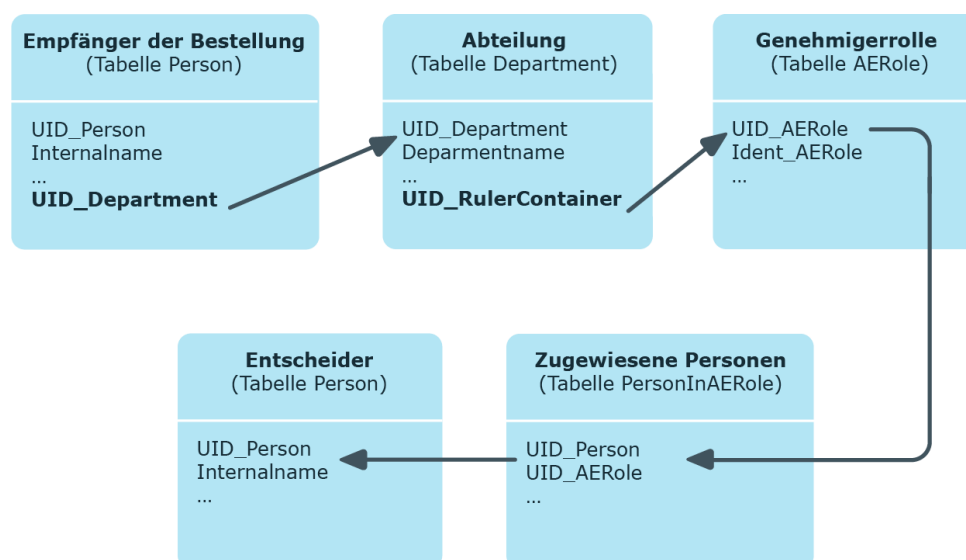 Empfänger der Bestellung
(Tabelle Person)
UID_Person
Internalname
...
UID_Department
Abteilung
(Tabelle Department)
UID_Department
Deparmentname
...
UID_RulerContainer
Genehmigerrolle
(Tabelle AERole)
UID_AERole
Ident_AERole
...
Entscheider
(Tabelle Person)
UID_Person
Internalname
...
Zugewiesene Personen
(Tabelle PersonInAERole)
UID_Person
UID_AERole
...